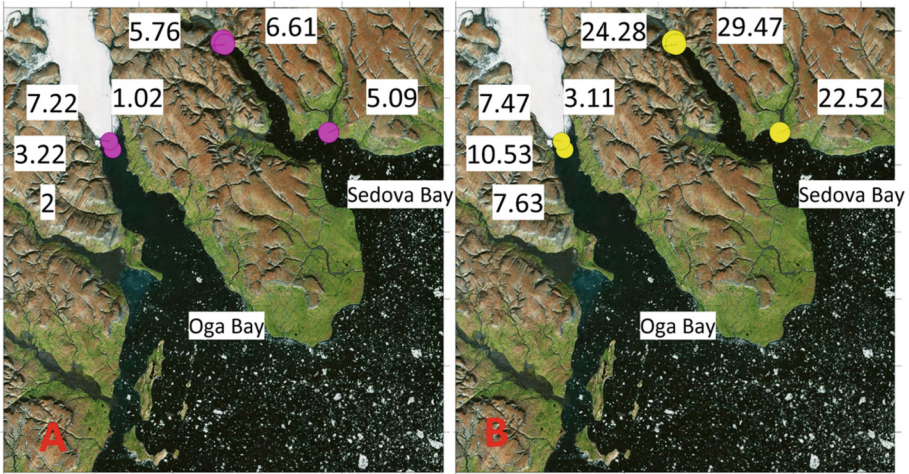 5.76 6.61
7.22 1.02 5.09
3.22
2
Sedova Bay
Oga Bay
A
24.28 29.47
7.47 3.11 22.52
10.53
7.63
Sedova Bay
Oga Bay
B